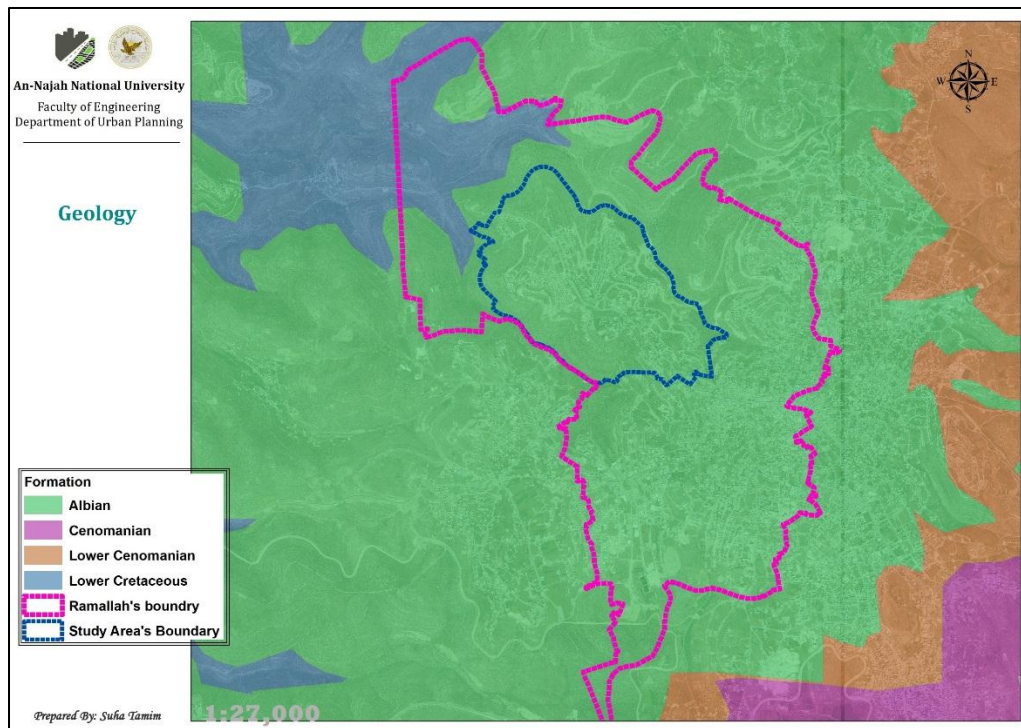 An-Najah National University
Faculty of Engineering
Department of Urban Planning
Geology
N
W
E
S
Formation
Albian
Cenomanian
Lower Cenomanian
Lower Cretaceous
Ramallah's boundry
Study Area's Boundary
Prepared By: Suha Tamim
1:27,000